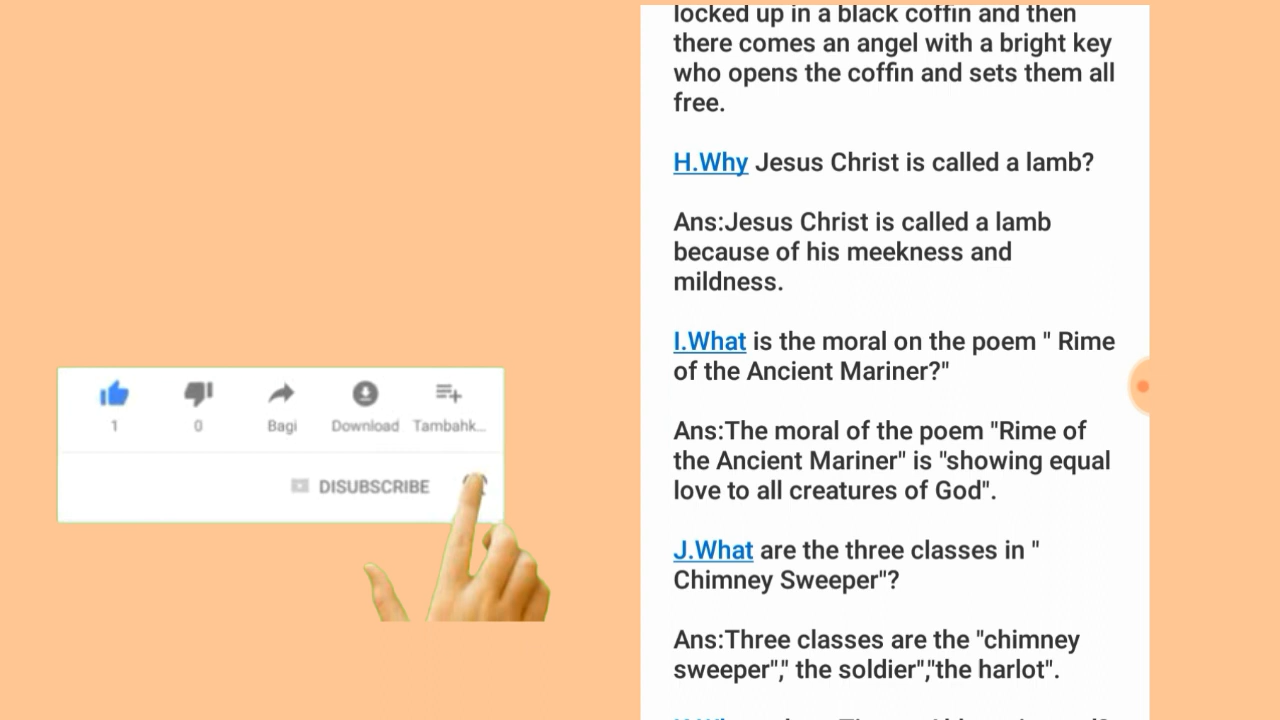 locked up in a black coffin and then
there comes an angel with a bright key
who opens the coffin and sets them all
free.
H.Why Jesus Christ is called a lamb?
Ans:Jesus Christ is called a lamb
because of his meekness and
mildness.
I.What is the moral on the poem " Rime
of the Ancient Mariner?"
Ans:The moral of the poem "Rime of
the Ancient Mariner" is "showing equal
love to all creatures of God".
J.What are the three classes in "
Chimney Sweeper"?
Ans:Three classes are the "chimney
sweeper"," the soldier","the harlot".
1
0
Bagi
Download
Tambahk...
DISUBSCRIBE